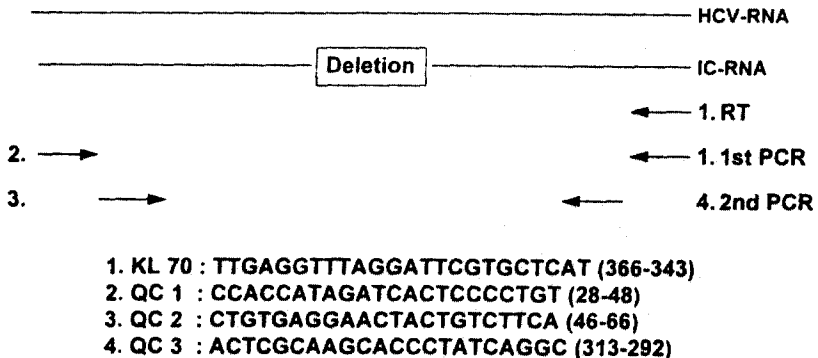 HCV-RNA
Deletion IC-RNA
1. RT
2. 1. 1st PCR
3. 4. 2nd PCR
1. KL 70 : TTGAGGTTTAGGATTCGTGCTCAT (366-343)
2. QC 1 : CCACCATAGATCACTCCCCTGT (28-48)
3. QC 2 : CTGTGAGGAACTACTGTCTTCA (46-66)
4. QC 3 : ACTCGCAAGCACCCTATCAGGC (313-292)